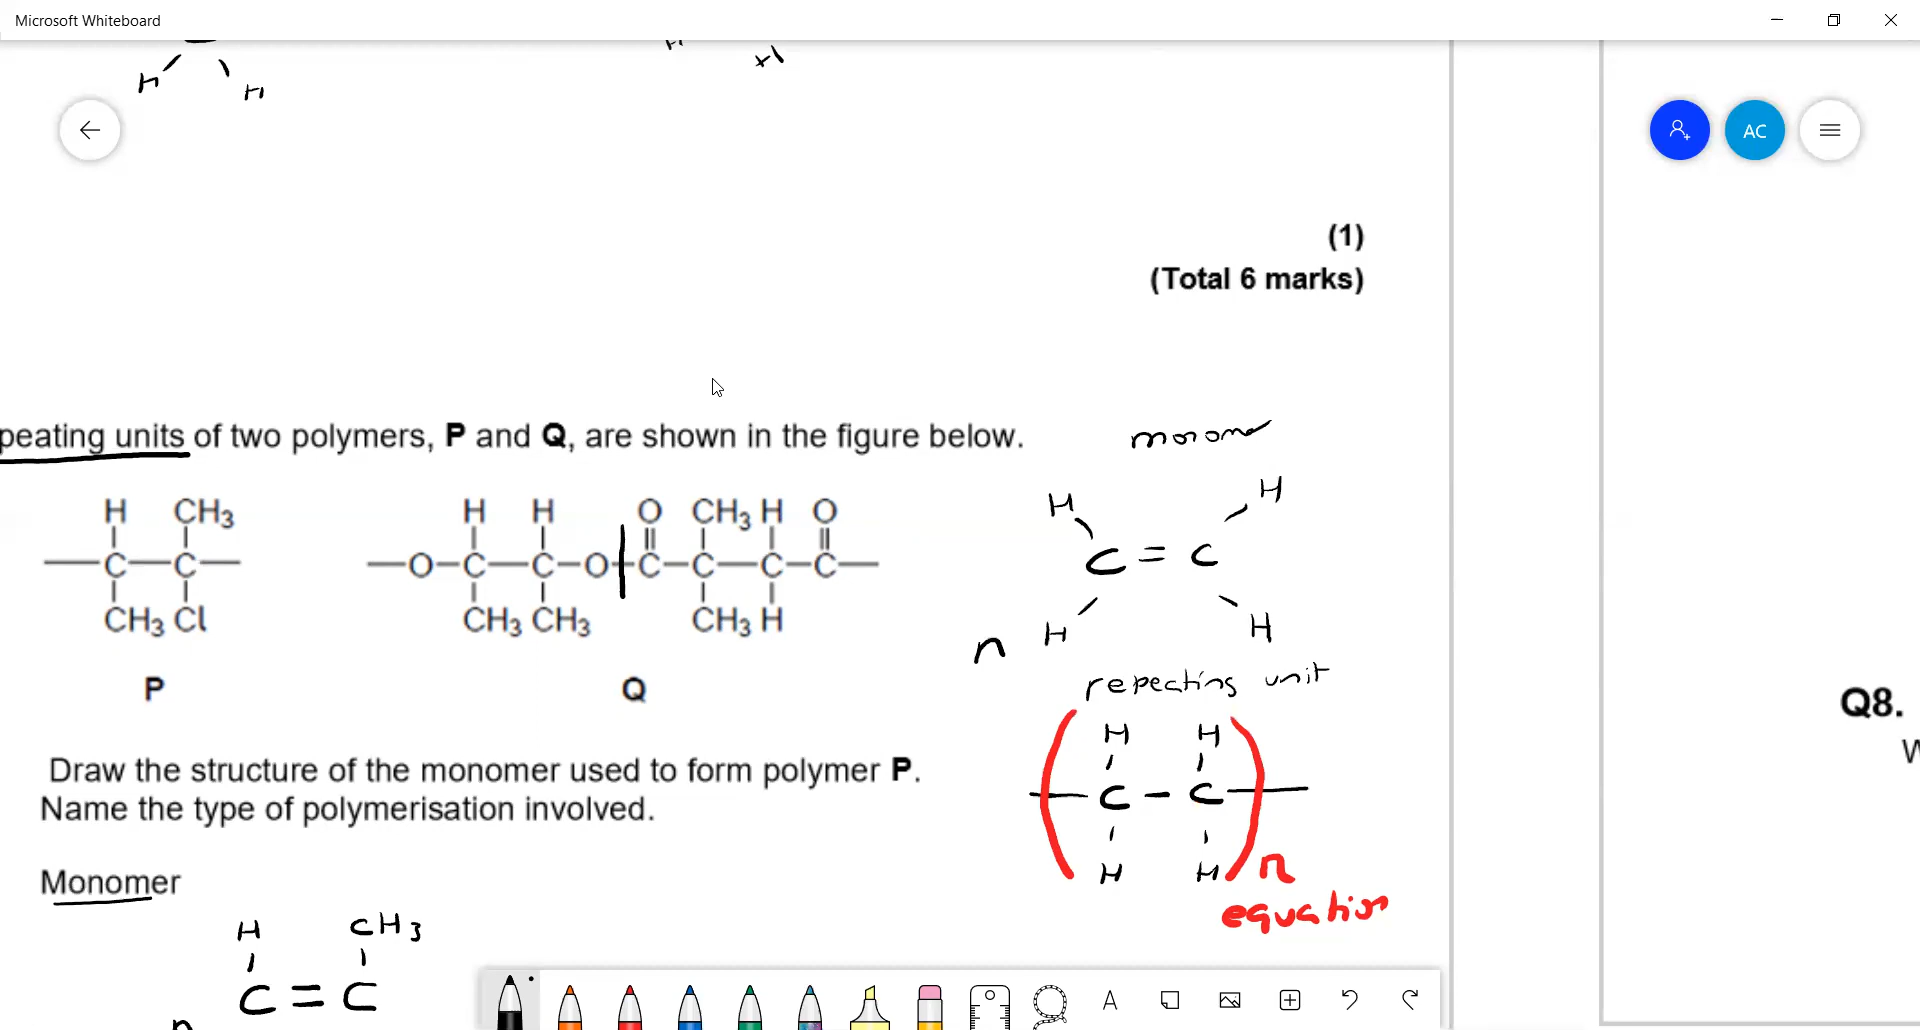 Microsoft Whiteboard
H
H
H
AC
(1)
(Total 6 marks)
peating units of two polymers, P and Q, are shown in the figure below.
monomer
H CH₃
—C—C—
CH₃ Cl
P
H H O CH₃ H O
—O—C—C—O—C—C—C—C—
CH₃ CH₃ CH₃ H
Q
H H
C = C
n H H
repeating unit
H H
C - C
H H n
equation
Draw the structure of the monomer used to form polymer P.
Name the type of polymerisation involved.
Monomer
H CH3
C = C
n
Q8.
A